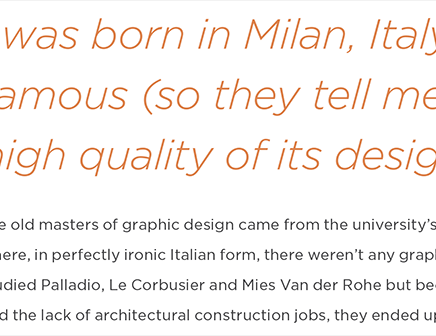 was born in Milan, Italy
amous (so they tell me
high quality of its desig
e old masters of graphic design came from the university's
here, in perfectly ironic Italian form, there weren't any grap
udied Palladio, Le Corbusier and Mies Van der Rohe but be
d the lack of architectural construction jobs, they ended up